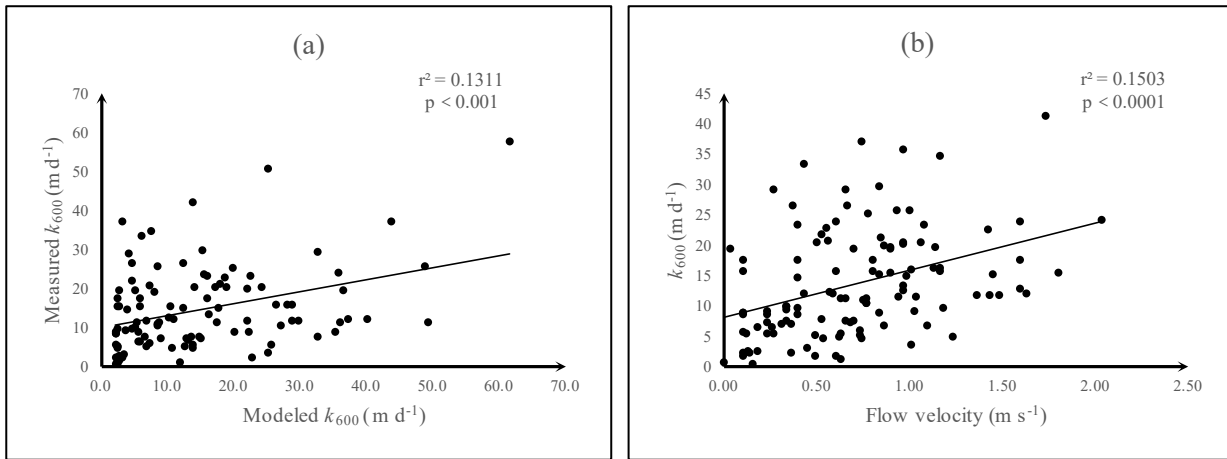 (a)
r² = 0.1311
p < 0.001
70
60
50
40
30
20
10
0
0.0 10.0 20.0 30.0 40.0 50.0 60.0 70.0
Measured k600 (m d-1)
Modeled k600 (m d-1)
(b)
r² = 0.1503
p < 0.0001
45
40
35
30
25
20
15
10
5
0
0.00 0.50 1.00 1.50 2.00 2.50
k600 (m d-1)
Flow velocity (m s-1)